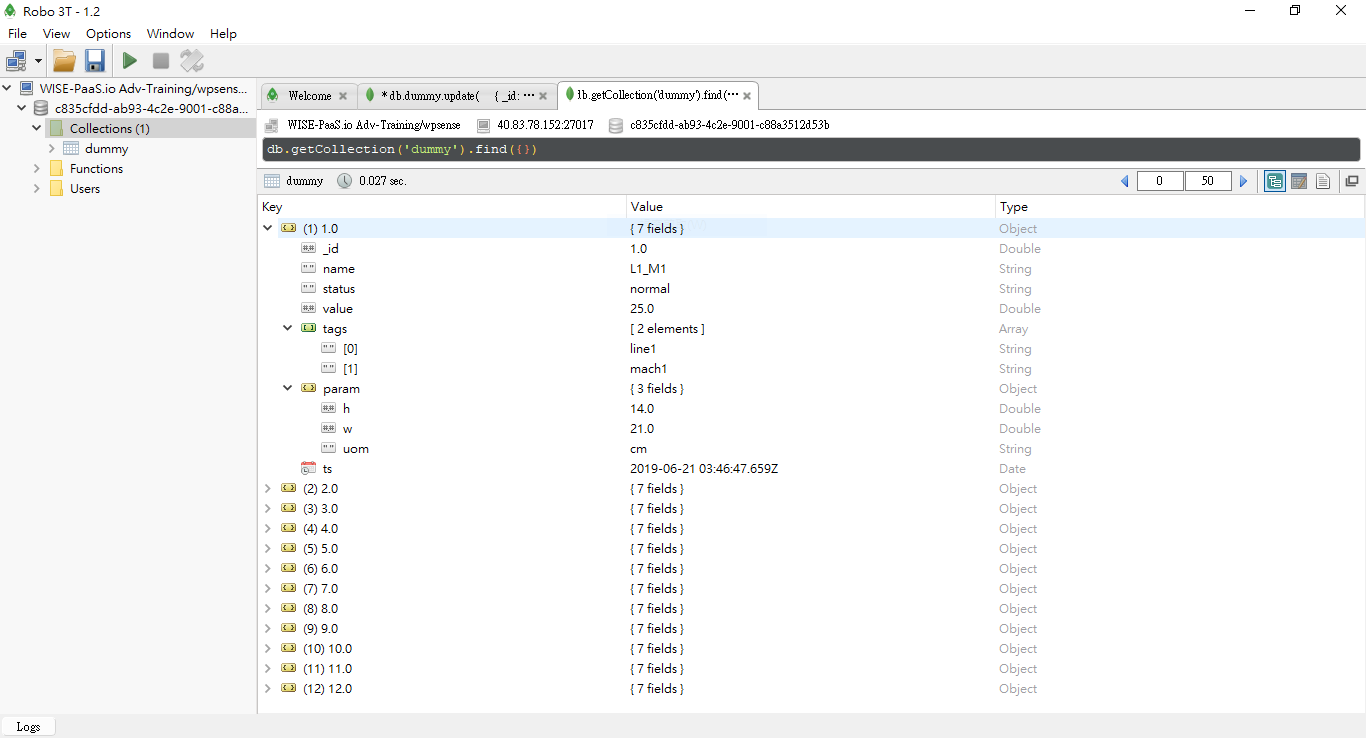 Robo 3T - 1.2
File View Options Window Help
WISE-PaaS.io Adv-Training/wpsens...
c835cfdd-ab93-4c2e-9001-c88a...
Collections (1)
dummy
Functions
Users
Welcome
* db.dummy.update( { _id: ···
db.getCollection('dummy').find(···
WISE-PaaS.io Adv-Training/wpsense 40.83.78.152:27017 c835cfdd-ab93-4c2e-9001-c88a3512d53b
db.getCollection('dummy').find({})
dummy 0.027 sec. 0 50
Key Value Type
(1) 1.0 { 7 fields } Object
_id 1.0 Double
name L1_M1 String
status normal String
value 25.0 Double
tags [ 2 elements ] Array
[0] line1 String
[1] mach1 String
param { 3 fields } Object
h 14.0 Double
w 21.0 Double
uom cm String
ts 2019-06-21 03:46:47.659Z Date
(2) 2.0 { 7 fields } Object
(3) 3.0 { 7 fields } Object
(4) 4.0 { 7 fields } Object
(5) 5.0 { 7 fields } Object
(6) 6.0 { 7 fields } Object
(7) 7.0 { 7 fields } Object
(8) 8.0 { 7 fields } Object
(9) 9.0 { 7 fields } Object
(10) 10.0 { 7 fields } Object
(11) 11.0 { 7 fields } Object
(12) 12.0 { 7 fields } Object
Logs